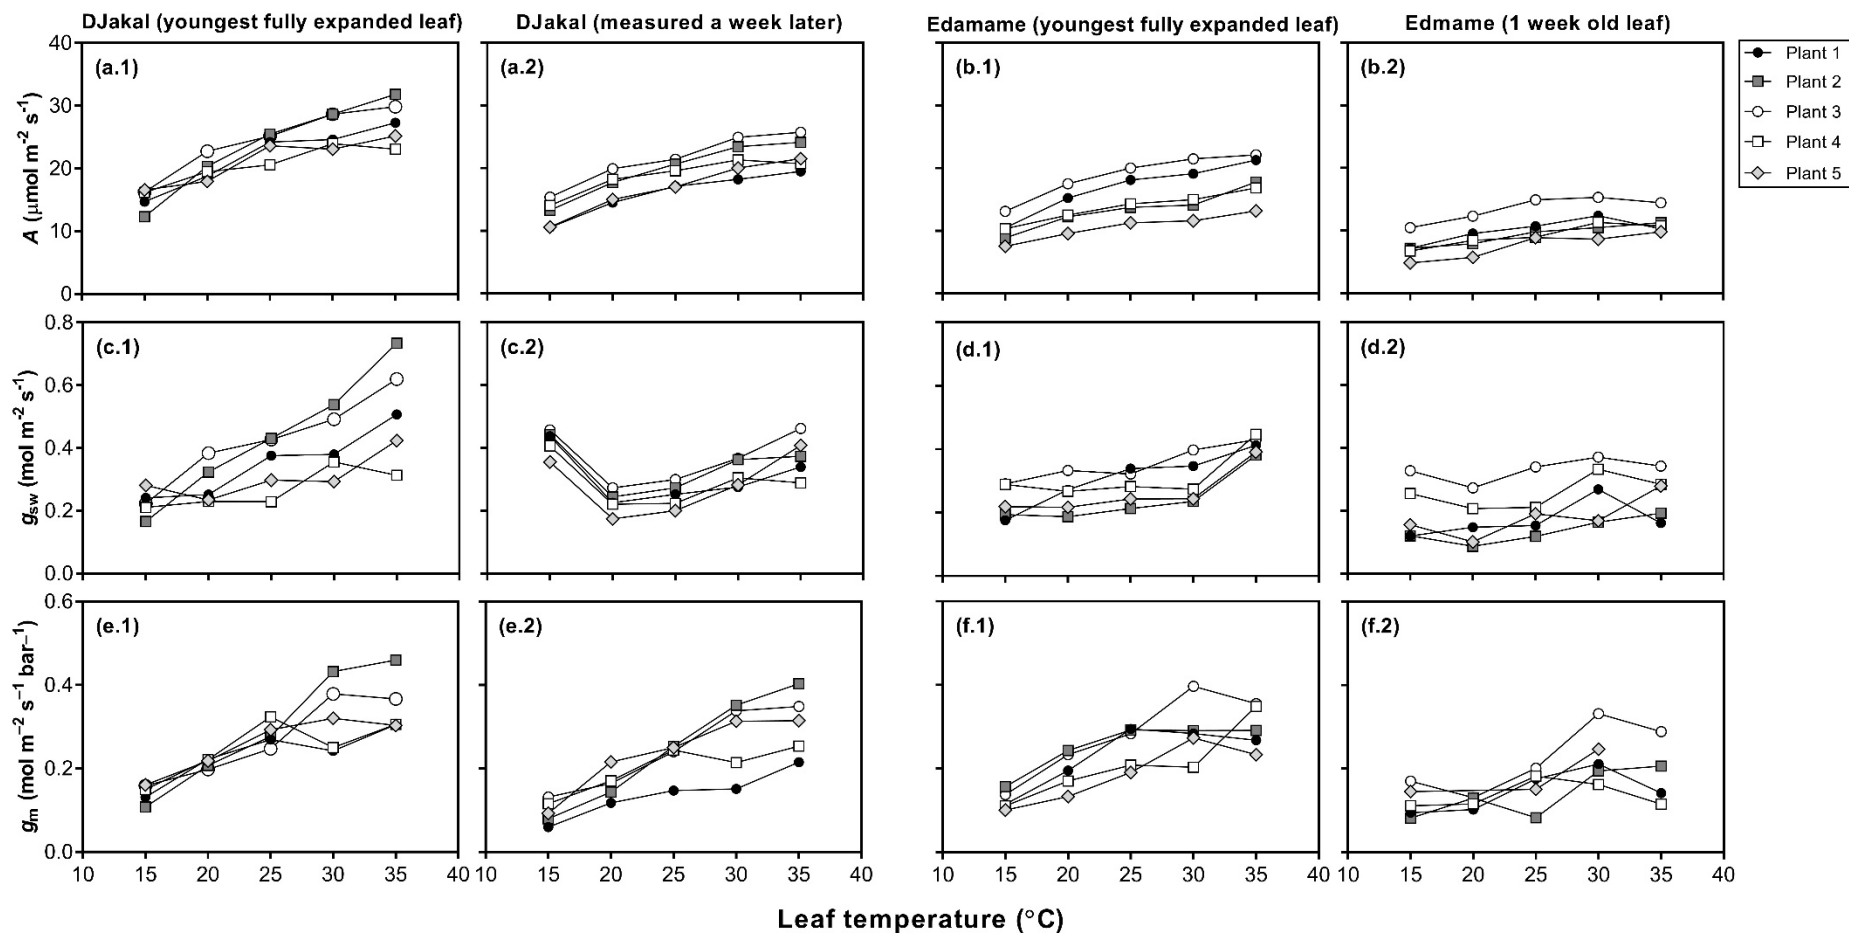 DJakal (youngest fully expanded leaf)
DJakal (measured a week later)
Edamame (youngest fully expanded leaf)
Edmame (1 week old leaf)
40
30
20
10
0
A (μmol m⁻² s⁻¹)
(a.1)
(a.2)
(b.1)
(b.2)
Plant 1
Plant 2
Plant 3
Plant 4
Plant 5
0.8
0.6
0.4
0.2
0.0
gsw (mol m⁻² s⁻¹)
(c.1)
(c.2)
(d.1)
(d.2)
0.6
0.4
0.2
0.0
gm (mol m⁻² s⁻¹ bar⁻¹)
(e.1)
(e.2)
(f.1)
(f.2)
10 15 20 25 30 35 40
10 15 20 25 30 35 40
10 15 20 25 30 35 40
10 15 20 25 30 35 40
Leaf temperature (°C)